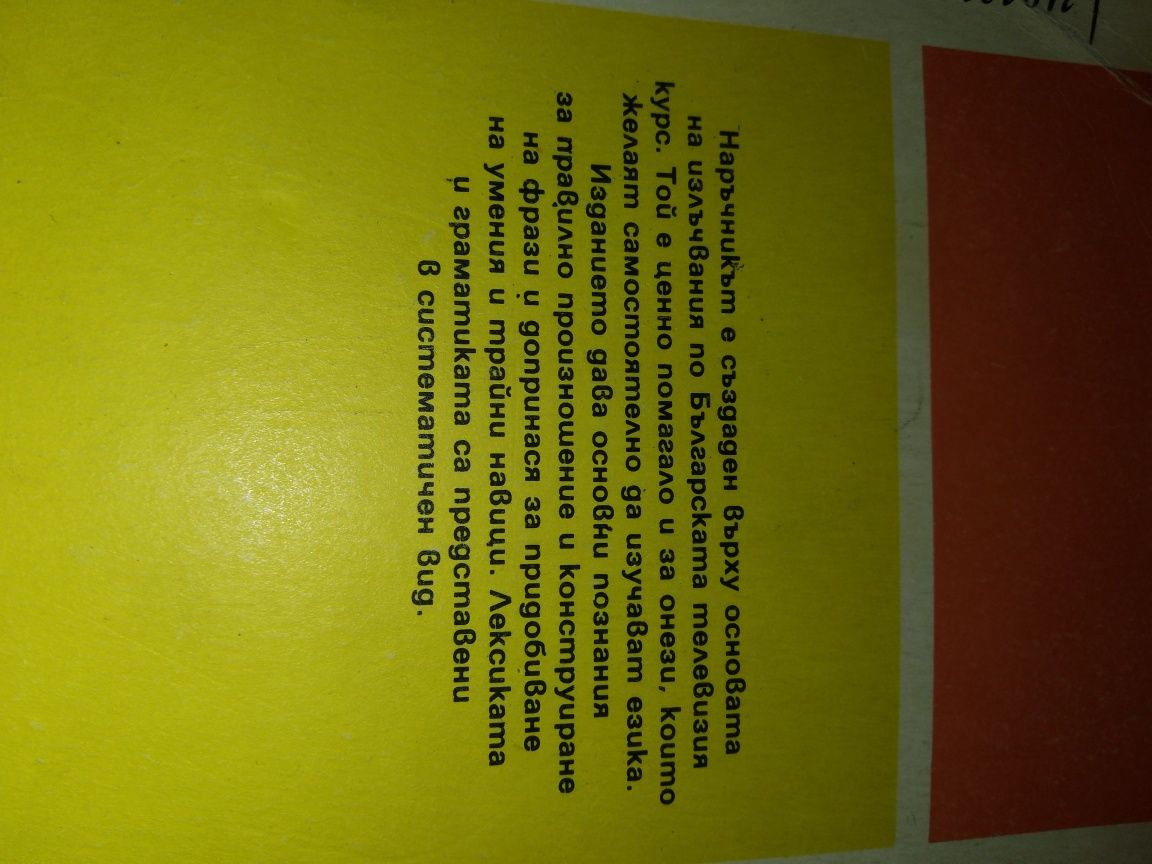 Наръчникът е създаден върху основата
на излъчвания по Българската телевизия
курс. Той е ценно помагало и за онези, които
желаят самостоятелно да изучават езика.
Изданието дава основни познания
за правилно произношение и конструиране
на фрази и допринася за придобиване
на умения и трайни навици. Лексиката
и граматиката са представени
в систематичен вид.